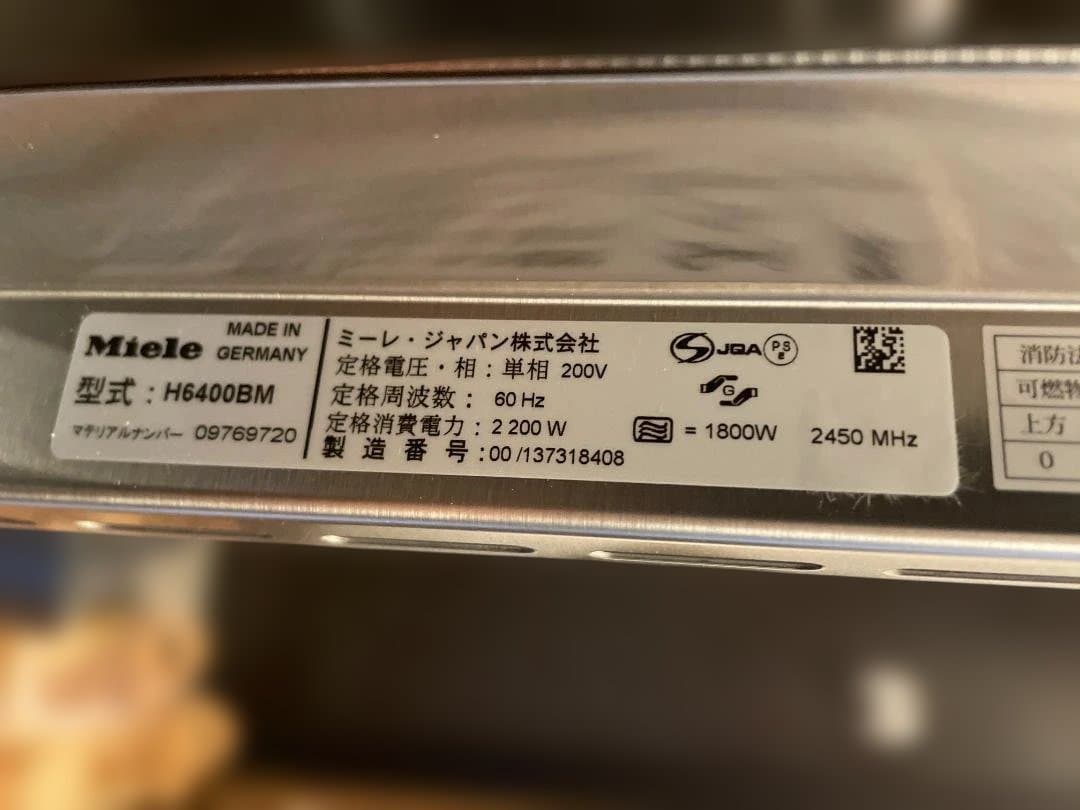 Miele MADE IN GERMANY
型式：H6400BM
マテリアルナンバー 09769720
ミーレ・ジャパン株式会社
定格電圧・相：単相 200V
定格周波数： 60 Hz
定格消費電力：2 200 W
製造番号：00 /137318408
JQA PS E
G
= 1800W 2450 MHz
消防法
可燃物
上方
0